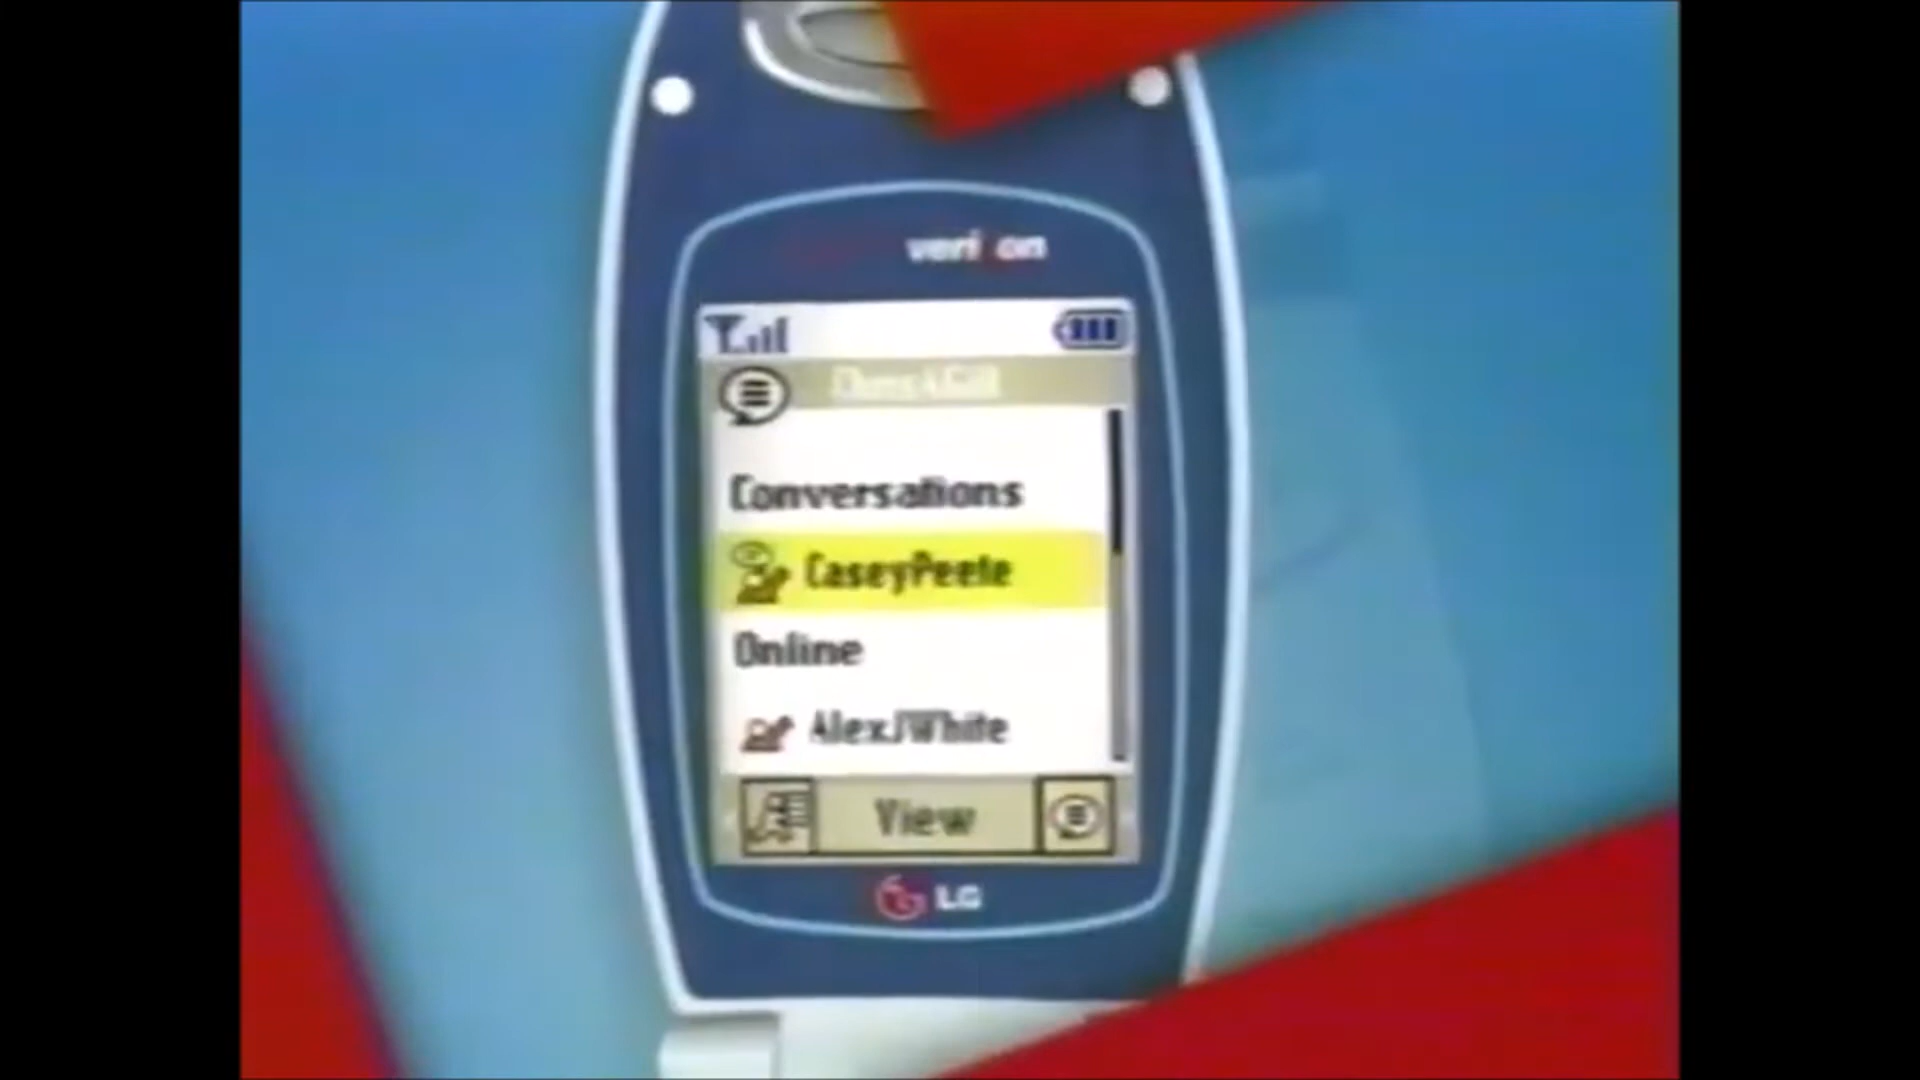 verizon
Conversations
CaseyPeete
Online
AlexJWhite
View
LG